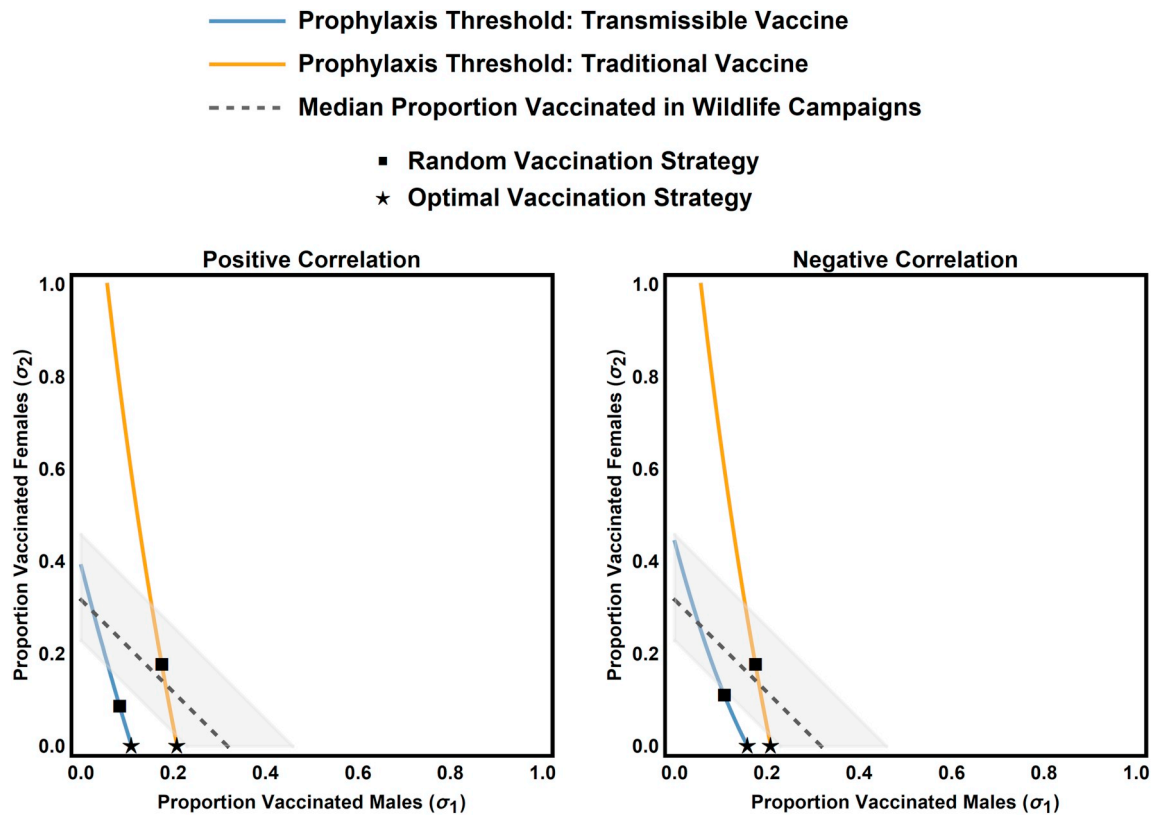 Prophylaxis Threshold: Transmissible Vaccine
Prophylaxis Threshold: Traditional Vaccine
Median Proportion Vaccinated in Wildlife Campaigns
Random Vaccination Strategy
Optimal Vaccination Strategy
Positive Correlation
1.0
0.8
0.6
0.4
0.2
0.0
Proportion Vaccinated Females (σ2)
0.0 0.2 0.4 0.6 0.8 1.0
Proportion Vaccinated Males (σ1)
Negative Correlation
1.0
0.8
0.6
0.4
0.2
0.0
Proportion Vaccinated Females (σ2)
0.0 0.2 0.4 0.6 0.8 1.0
Proportion Vaccinated Males (σ1)